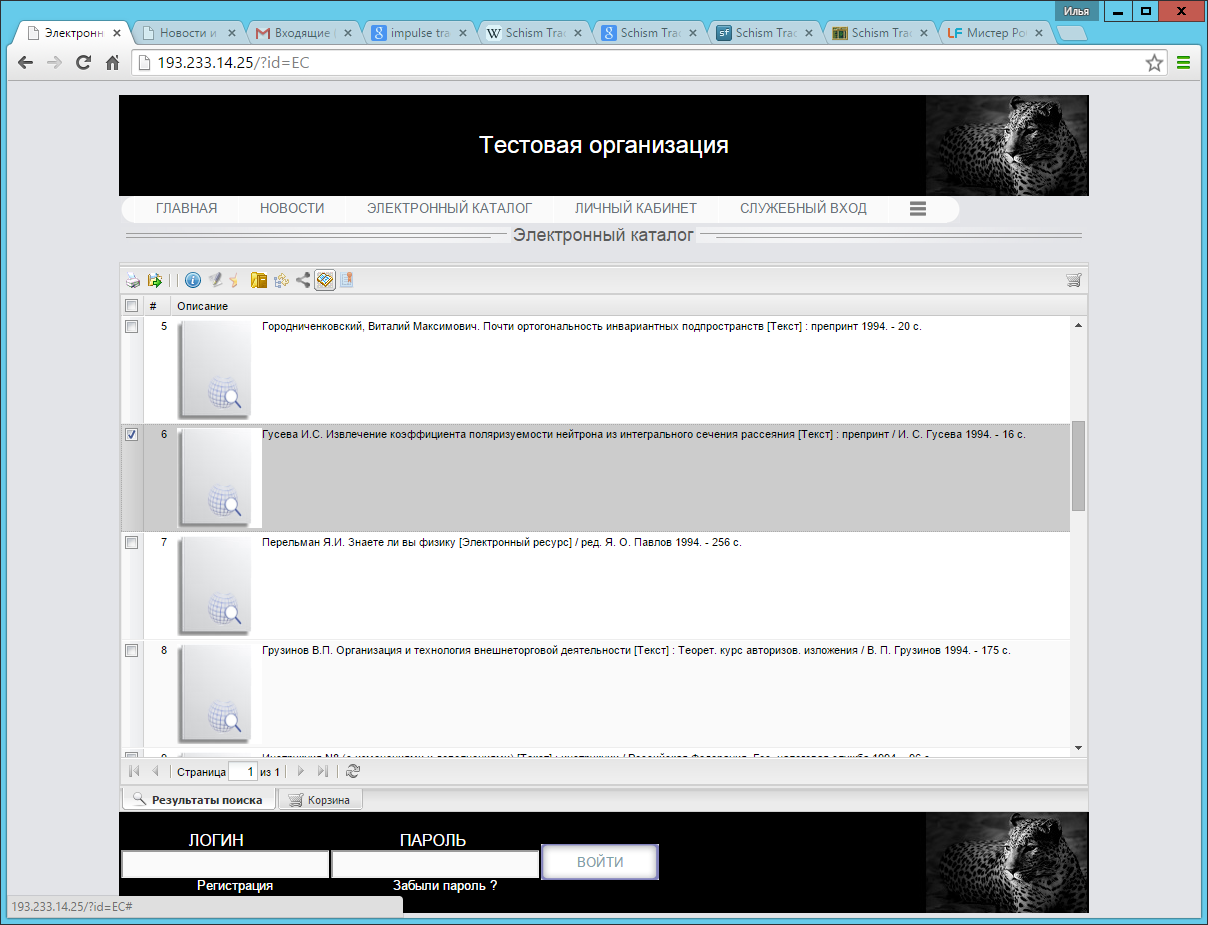 Илья
Электронн
Новости и
Входящие (
impulse tra
Schism Trac
Schism Trac
Schism Trac
Schism Trac
Мистер Ро
193.233.14.25/?id=EC
Тестовая организация
ГЛАВНАЯ НОВОСТИ ЭЛЕКТРОННЫЙ КАТАЛОГ ЛИЧНЫЙ КАБИНЕТ СЛУЖЕБНЫЙ ВХОД
Электронный каталог
# Описание
5 Городниченковский, Виталий Максимович. Почти ортогональность инвариантных подпространств [Текст] : препринт 1994. - 20 с.
6 Гусева И.С. Извлечение коэффициента поляризуемости нейтрона из интегрального сечения рассеяния [Текст] : препринт / И. С. Гусева 1994. - 16 с.
7 Перельман Я.И. Знаете ли вы физику [Электронный ресурс] / ред. Я. О. Павлов 1994. - 256 с.
8 Грузинов В.П. Организация и технология внешнеторговой деятельности [Текст] : Теорет. курс авторизов. изложения / В. П. Грузинов 1994. - 175 с.
Страница 1 из 1
Результаты поиска Корзина
ЛОГИН ПАРОЛЬ
ВОЙТИ
Регистрация Забыли пароль ?
193.233.14.25/?id=EC#